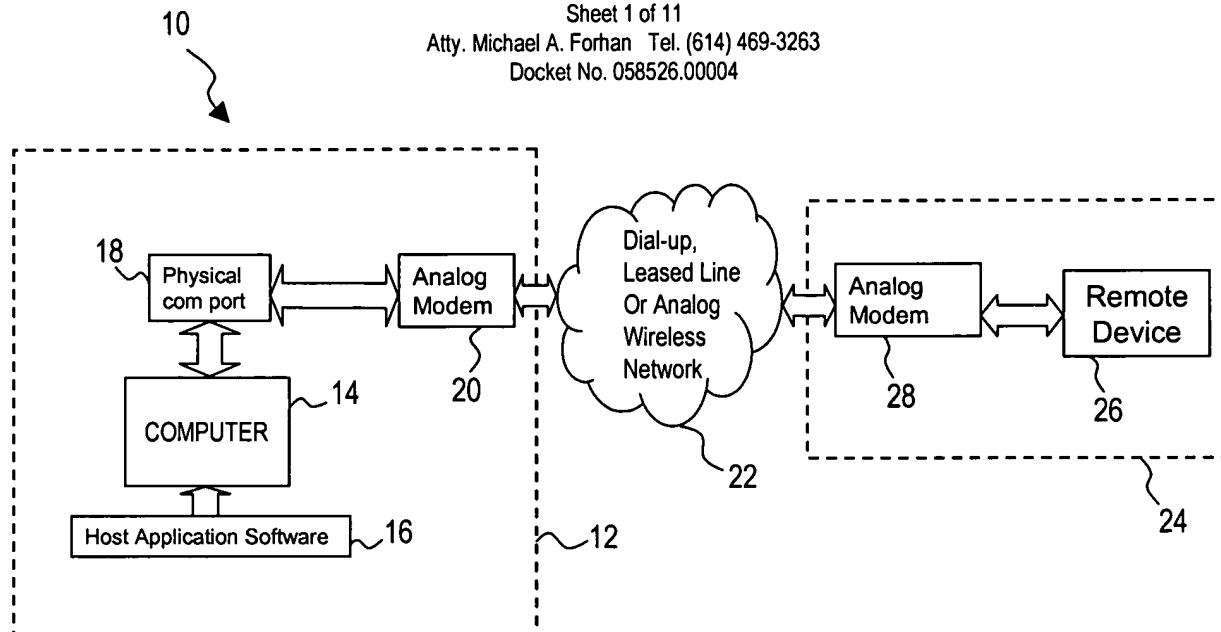 Sheet 1 of 11
Atty. Michael A. Forhan Tel. (614) 469-3263
Docket No. 058526.00004
10
18
Physical
com port
Analog
Modem
20
14
COMPUTER
Host Application Software
16
12
Dial-up,
Leased Line
Or Analog
Wireless
Network
22
Analog
Modem
28
Remote
Device
26
24